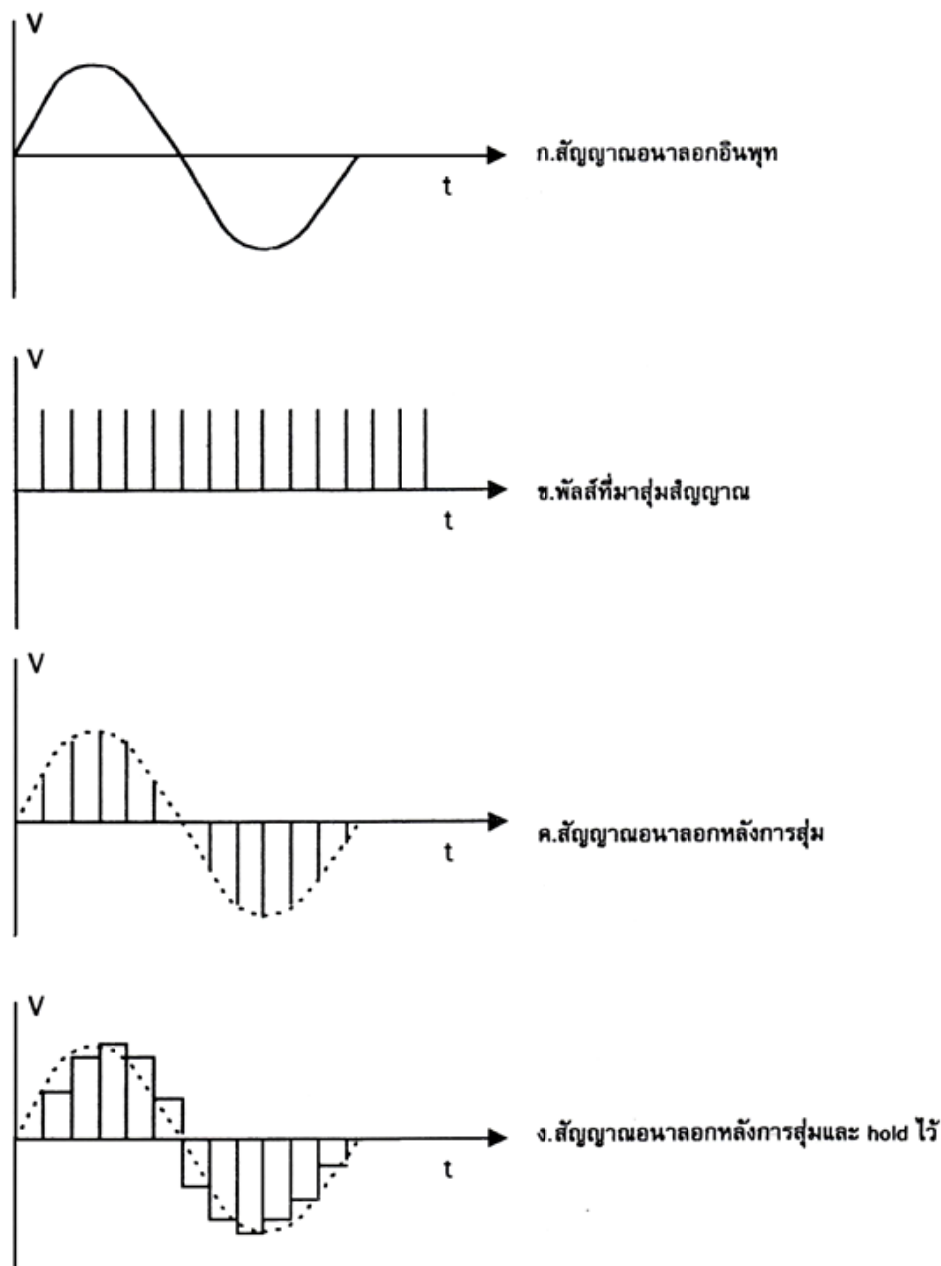 V
t
ก.สัญญาณอนาลอกอินพุท
V
t
ข.พัลส์ที่มาสุ่มสัญญาณ
V
t
ค.สัญญาณอนาลอกหลังการสุ่ม
V
t
ง.สัญญาณอนาลอกหลังการสุ่มและ hold ไว้